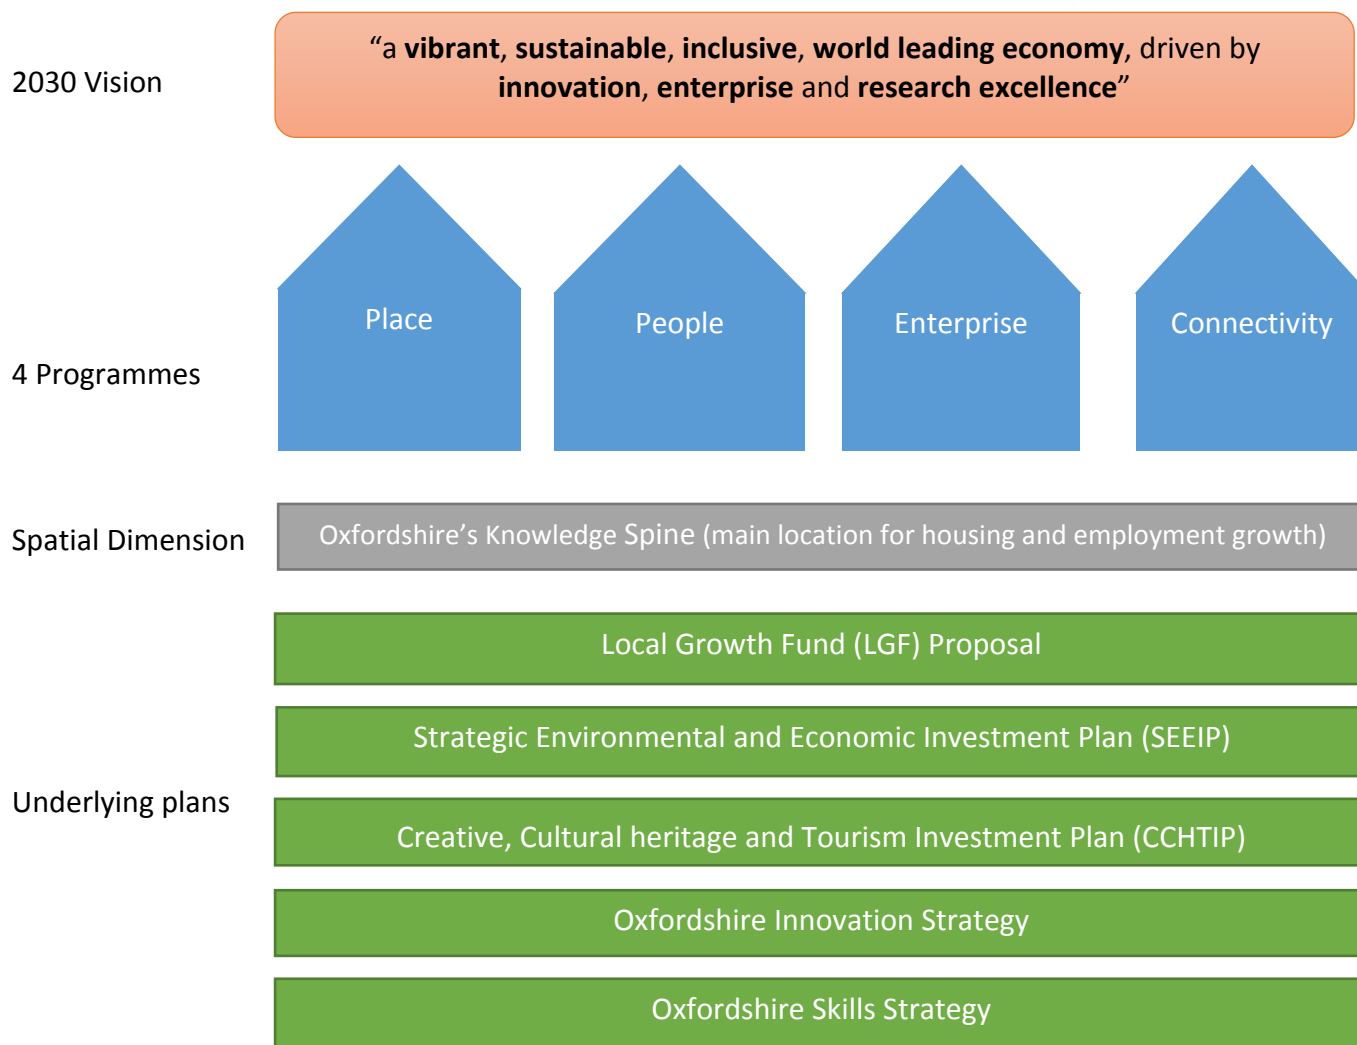 2030 Vision
“a vibrant, sustainable, inclusive, world leading economy, driven by
innovation, enterprise and research excellence”
4 Programmes
Place
People
Enterprise
Connectivity
Spatial Dimension
Oxfordshire’s Knowledge Spine (main location for housing and employment growth)
Underlying plans
Local Growth Fund (LGF) Proposal
Strategic Environmental and Economic Investment Plan (SEEIP)
Creative, Cultural heritage and Tourism Investment Plan (CCHTIP)
Oxfordshire Innovation Strategy
Oxfordshire Skills Strategy